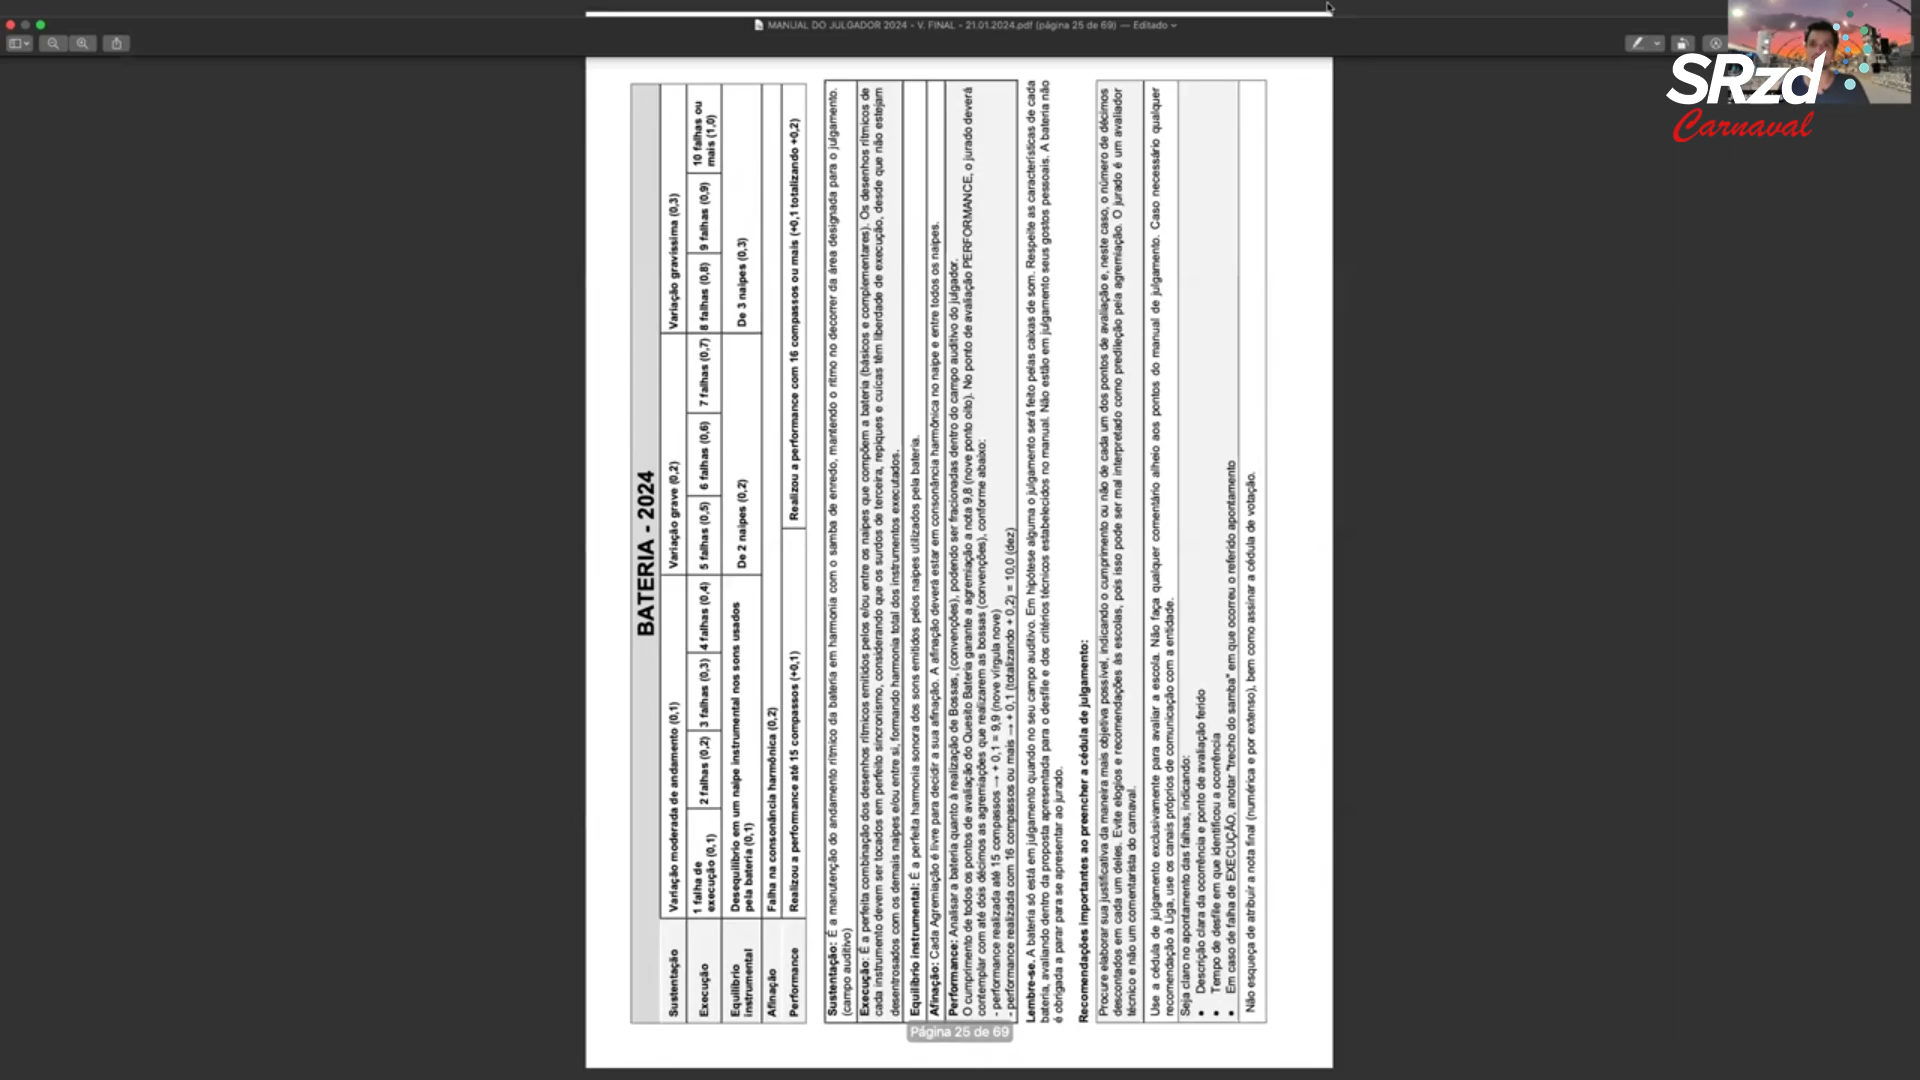 MANUAL DO JULGADOR 2024 - V. FINAL - 21.01.2024.pdf (página 25 de 69) — Editado
SRzd
Carnaval
BATERIA - 2024
Sustentação
Variação moderada de andamento (0,1)
Variação grave (0,2)
Variação gravíssima (0,3)
Execução
1 falha de
execução (0,1)
2 falhas (0,2)
3 falhas (0,3)
4 falhas (0,4)
5 falhas (0,5)
6 falhas (0,6)
7 falhas (0,7)
8 falhas (0,8)
9 falhas (0,9)
10 falhas ou
mais (1,0)
Equilíbrio
instrumental
Desequilíbrio em um naipe instrumental nos sons usados
pela bateria (0,1)
De 2 naipes (0,2)
De 3 naipes (0,3)
Afinação
Falha na consonância harmônica (0,2)
Performance
Realizou a performance até 15 compassos (+0,1)
Realizou a performance com 16 compassos ou mais (+0,1 totalizando +0,2)
Sustentação: É a manutenção do andamento rítmico da bateria em harmonia com o samba de enredo, mantendo o ritmo no decorrer da área designada para o julgamento.
(campo auditivo)
Execução: É a perfeita combinação dos desenhos rítmicos emitidos pelos e/ou entre os naipes que compõem a bateria (básicos e complementares). Os desenhos rítmicos de
cada instrumento devem ser tocados em perfeito sincronismo, considerando que os surdos de terceira, repiques e cuícas têm liberdade de execução, desde que não estejam
desentrosados com os demais naipes e/ou entre si, formando harmonia total dos instrumentos executados.
Equilíbrio instrumental: É a perfeita harmonia sonora dos sons emitidos pelos naipes utilizados pela bateria.
Afinação: Cada Agremiação é livre para decidir a sua afinação. A afinação deverá estar em consonância harmônica no naipe e entre todos os naipes.
Performance: Analisar a bateria quanto à realização de Bossas, (convenções), podendo ser fracionadas dentro do campo auditivo do julgador.
O cumprimento de todos os pontos de avaliação do Quesito Bateria garante a agremiação a nota 9,8 (nove ponto oito). No ponto de avaliação PERFORMANCE, o jurado deverá
contemplar com até dois décimos as agremiações que realizarem as bossas (convenções), conforme abaixo:
- performance realizada até 15 compassos → + 0,1 = 9,9 (nove vírgula nove)
- performance realizada com 16 compassos ou mais → + 0,1 (totalizando + 0,2) = 10,0 (dez)
Lembre-se. A bateria só está em julgamento quando no seu campo auditivo. Em hipótese alguma o julgamento será feito pelas caixas de som. Respeite as características de cada
bateria, avaliando dentro da proposta apresentada para o desfile e dos critérios técnicos estabelecidos no manual. Não estão em julgamento seus gostos pessoais. A bateria não
é obrigada a parar para se apresentar ao jurado.
Recomendações importantes ao preencher a cédula de julgamento:
Procure elaborar sua justificativa da maneira mais objetiva possível, indicando o cumprimento ou não de cada um dos pontos de avaliação e, neste caso, o número de décimos
descontados em cada um deles. Evite elogios e recomendações às escolas, pois isso pode ser mal interpretado como predileção pela agremiação. O jurado é um avaliador
técnico e não um comentarista do carnaval.
Use a cédula de julgamento exclusivamente para avaliar a escola. Não faça qualquer comentário alheio aos pontos do manual de julgamento. Caso necessário qualquer
recomendação à Liga, use os canais próprios de comunicação com a entidade.
Seja claro no apontamento das falhas, indicando:
• Descrição clara da ocorrência e ponto de avaliação ferido
• Tempo de desfile em que identificou a ocorrência
• Em caso de falha de EXECUÇÃO, anotar "trecho do samba" em que ocorreu o referido apontamento
Não esqueça de atribuir a nota final (numérica e por extenso), bem como assinar a cédula de votação.
Página 25 de 69